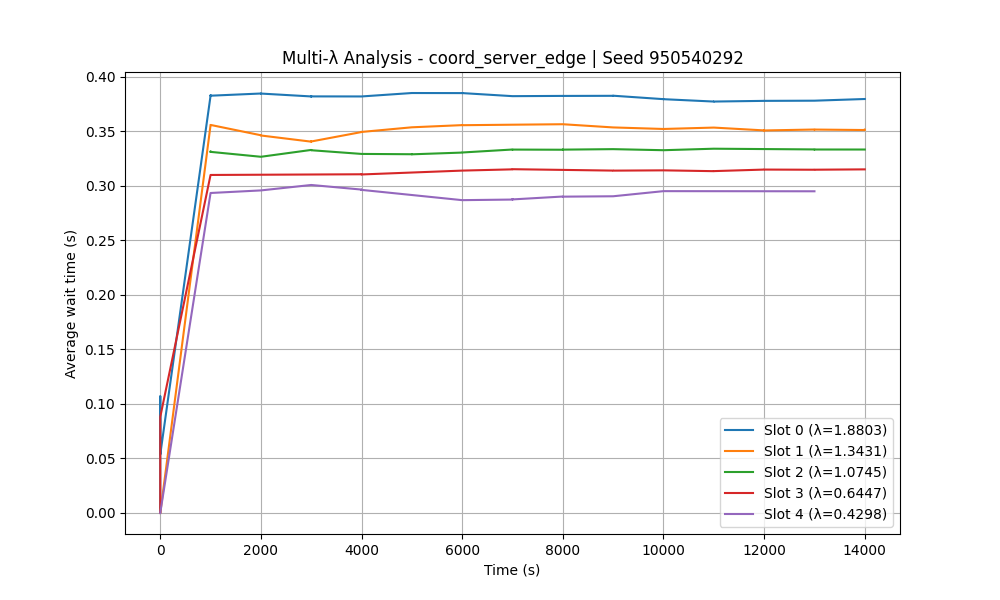 Multi-λ Analysis - coord_server_edge | Seed 950540292
Average wait time (s)
0.40
0.35
0.30
0.25
0.20
0.15
0.10
0.05
0.00
Slot 0 (λ=1.8803)
Slot 1 (λ=1.3431)
Slot 2 (λ=1.0745)
Slot 3 (λ=0.6447)
Slot 4 (λ=0.4298)
0 2000 4000 6000 8000 10000 12000 14000
Time (s)